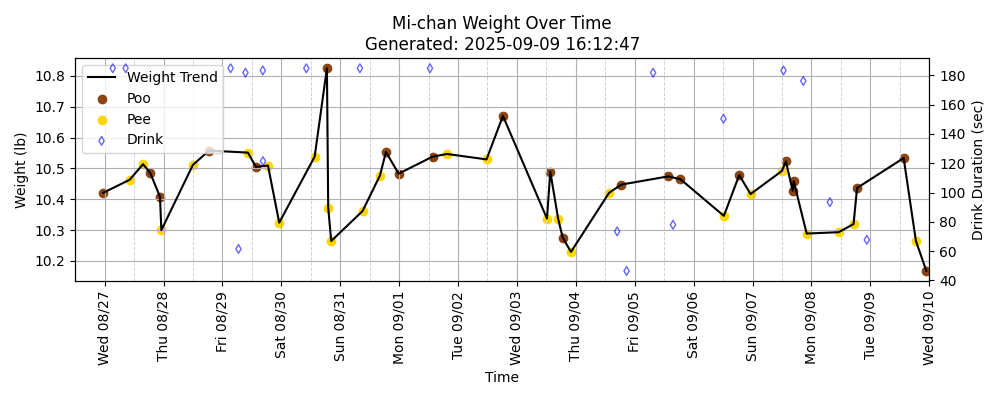 Mi-chan Weight Over Time
Generated: 2025-09-09 16:12:47
Weight (lb)
10.8
10.7
10.6
10.5
10.4
10.3
10.2
Weight Trend
Poo
Pee
Drink
180
160
140
120
100
80
60
40
Drink Duration (sec)
Wed 08/27
Thu 08/28
Fri 08/29
Sat 08/30
Sun 08/31
Mon 09/01
Tue 09/02
Wed 09/03
Thu 09/04
Fri 09/05
Sat 09/06
Sun 09/07
Mon 09/08
Tue 09/09
Wed 09/10
Time